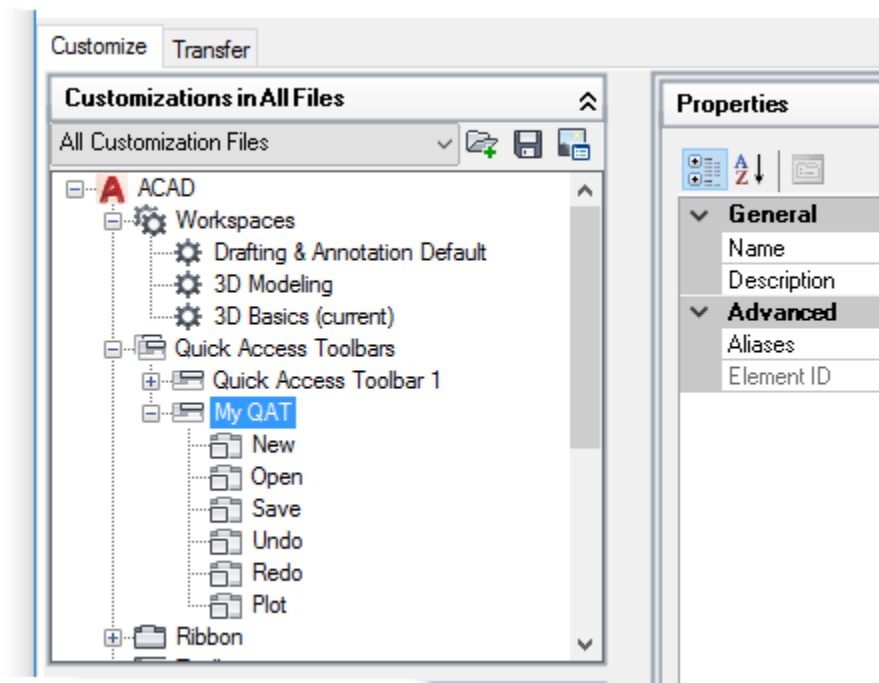 Customize Transfer
Customizations in All Files
All Customization Files
ACAD
Workspaces
Drafting & Annotation Default
3D Modeling
3D Basics (current)
Quick Access Toolbars
Quick Access Toolbar 1
My QAT
New
Open
Save
Undo
Redo
Plot
Ribbon
Properties
General
Name
Description
Advanced
Aliases
Element ID